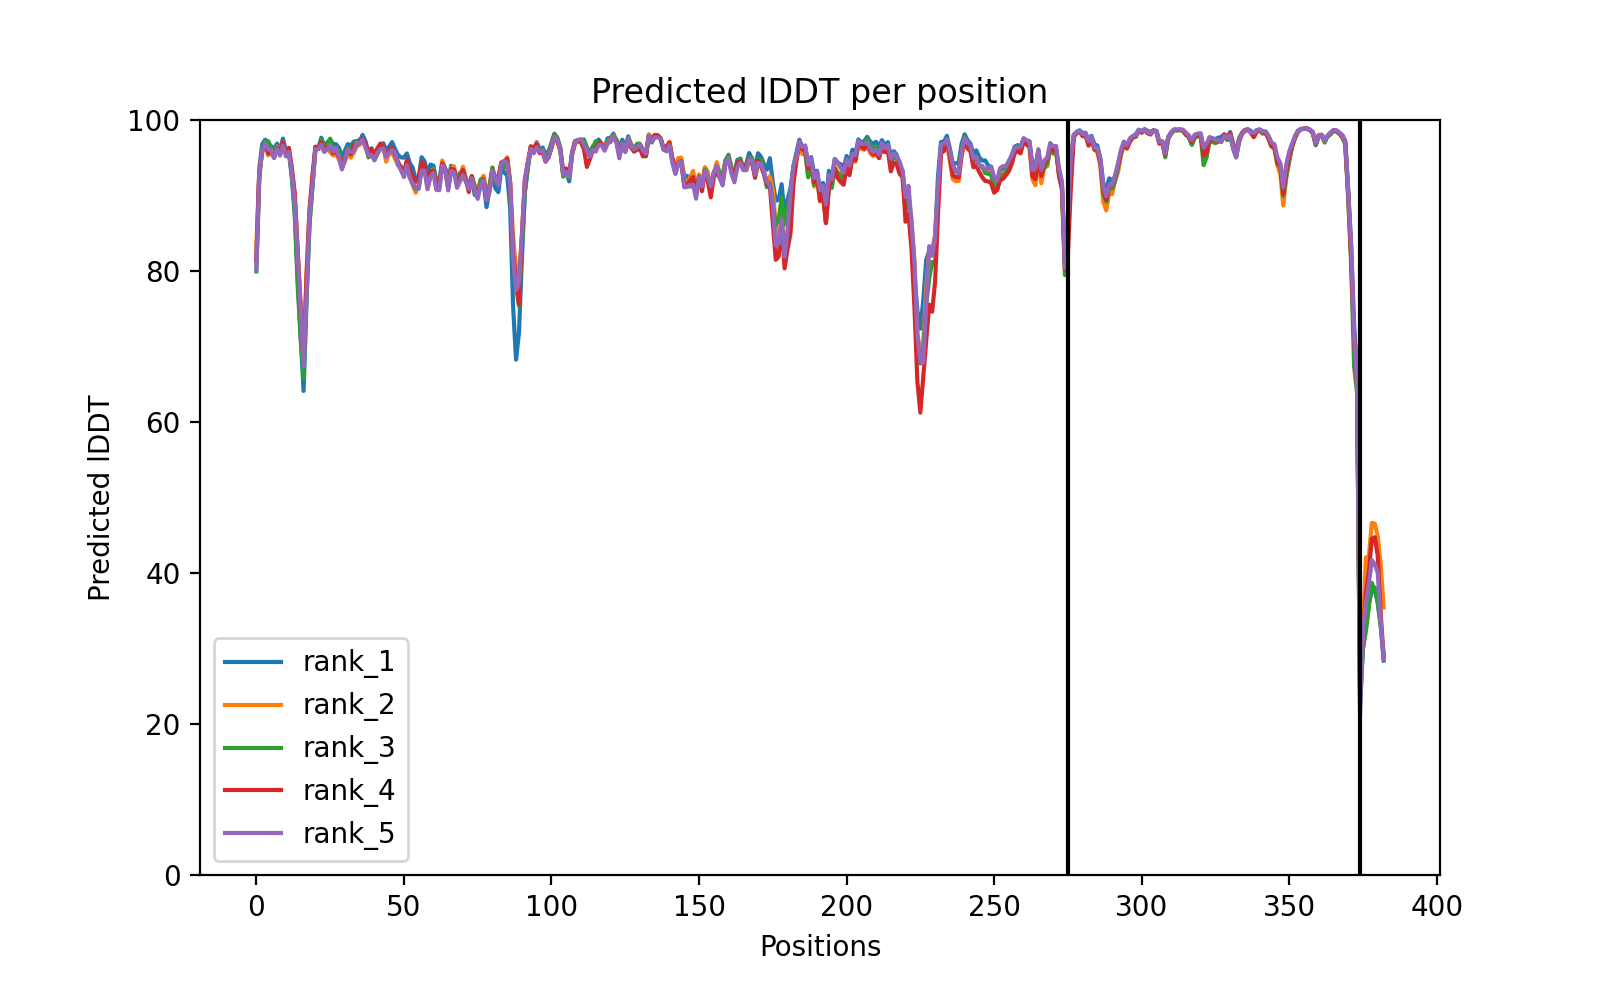 Predicted lDDT per position
100
80
60
40
20
0
Predicted lDDT
rank_1
rank_2
rank_3
rank_4
rank_5
0 50 100 150 200 250 300 350 400
Positions